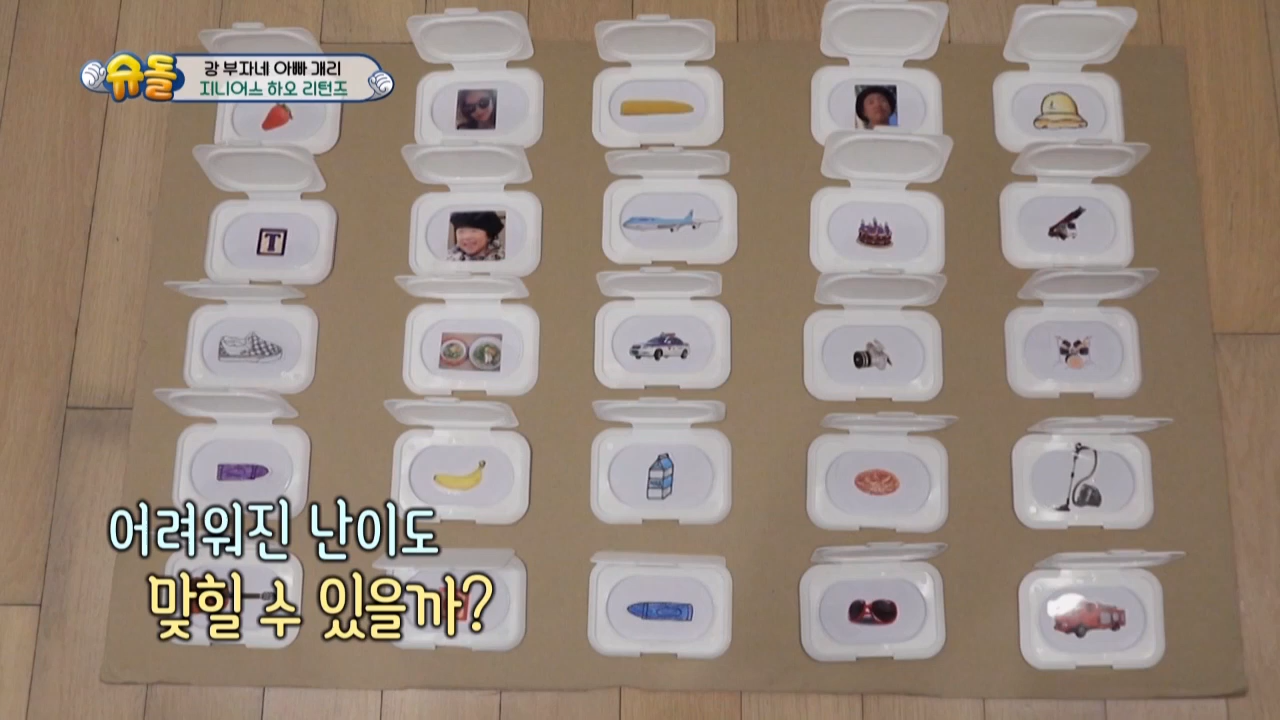 슈돌
강 부자네 아빠 개리
지니어스 하오 리턴즈
T
어려워진 난이도
맞힐 수 있을까?